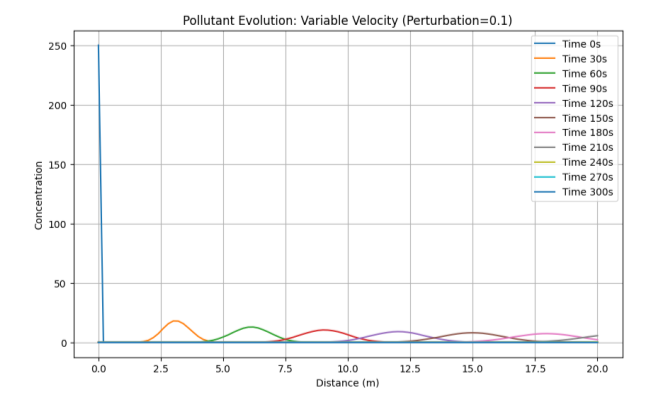 Pollutant Evolution: Variable Velocity (Perturbation=0.1)
250
200
150
100
50
0
Concentration
Time 0s
Time 30s
Time 60s
Time 90s
Time 120s
Time 150s
Time 180s
Time 210s
Time 240s
Time 270s
Time 300s
0.0 2.5 5.0 7.5 10.0 12.5 15.0 17.5 20.0
Distance (m)